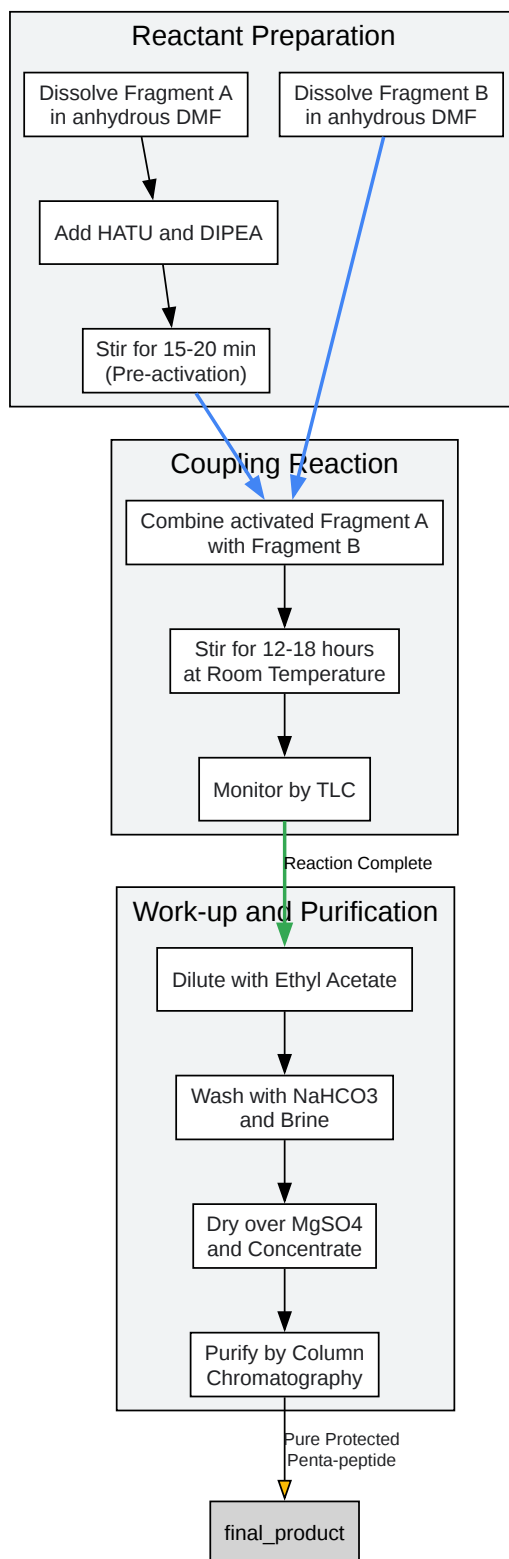 Reactant Preparation
Dissolve Fragment A
in anhydrous DMF
Dissolve Fragment B
in anhydrous DMF
Add HATU and DIPEA
Stir for 15-20 min
(Pre-activation)
Coupling Reaction
Combine activated Fragment A
with Fragment B
Stir for 12-18 hours
at Room Temperature
Monitor by TLC
Reaction Complete
Work-up and Purification
Dilute with Ethyl Acetate
Wash with NaHCO3
and Brine
Dry over MgSO4
and Concentrate
Purify by Column
Chromatography
Pure Protected
Penta-peptide
final_product